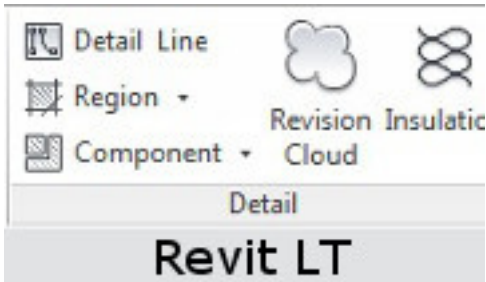 Detail Line
Region
Component
Revision Cloud
Insulatio
Detail
Revit LT